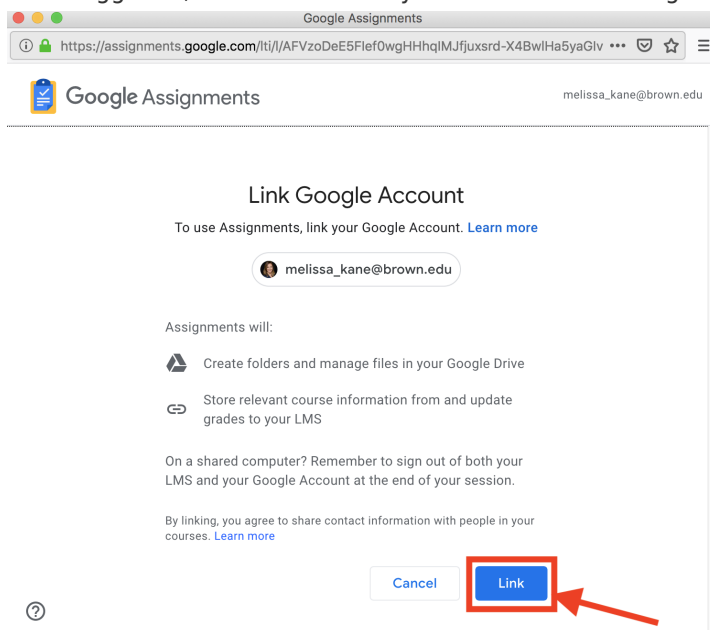 Google Assignments
https://assignments.google.com/lti/l/AFVzoDeE5Flef0wgHHhqlMJfjuxsrd-X4BwlHa5yaGlv
Google Assignments
melissa_kane@brown.edu
Link Google Account
To use Assignments, link your Google Account. Learn more
melissa_kane@brown.edu
Assignments will:
Create folders and manage files in your Google Drive
Store relevant course information from and update
grades to your LMS
On a shared computer? Remember to sign out of both your
LMS and your Google Account at the end of your session.
By linking, you agree to share contact information with people in your
courses. Learn more
Cancel
Link